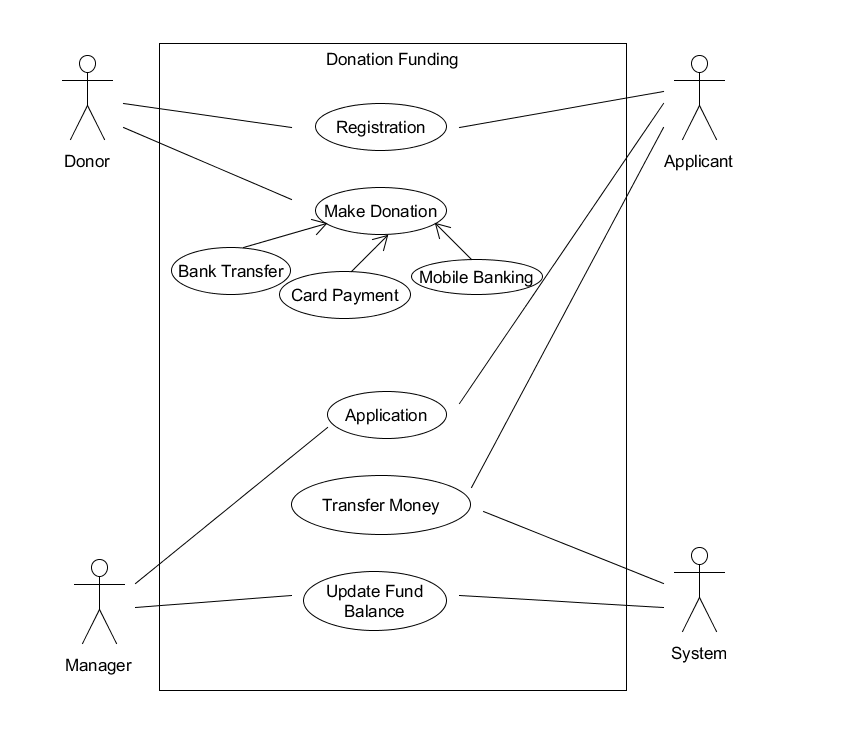 Donation Funding
Registration
Donor
Applicant
Make Donation
Bank Transfer
Mobile Banking
Card Payment
Application
Transfer Money
Update Fund
Balance
Manager
System